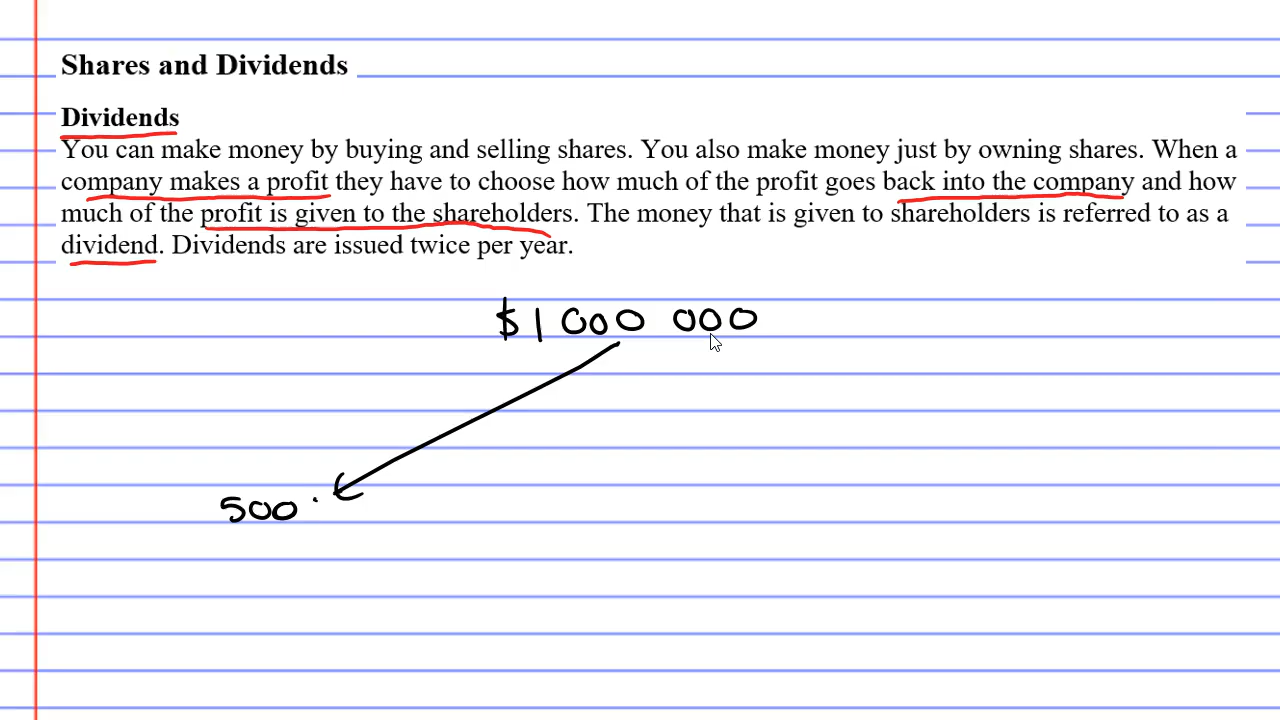 Shares and Dividends
Dividends
You can make money by buying and selling shares. You also make money just by owning shares. When a
company makes a profit they have to choose how much of the profit goes back into the company and how
much of the profit is given to the shareholders. The money that is given to shareholders is referred to as a
dividend. Dividends are issued twice per year.
$1 000 000
500